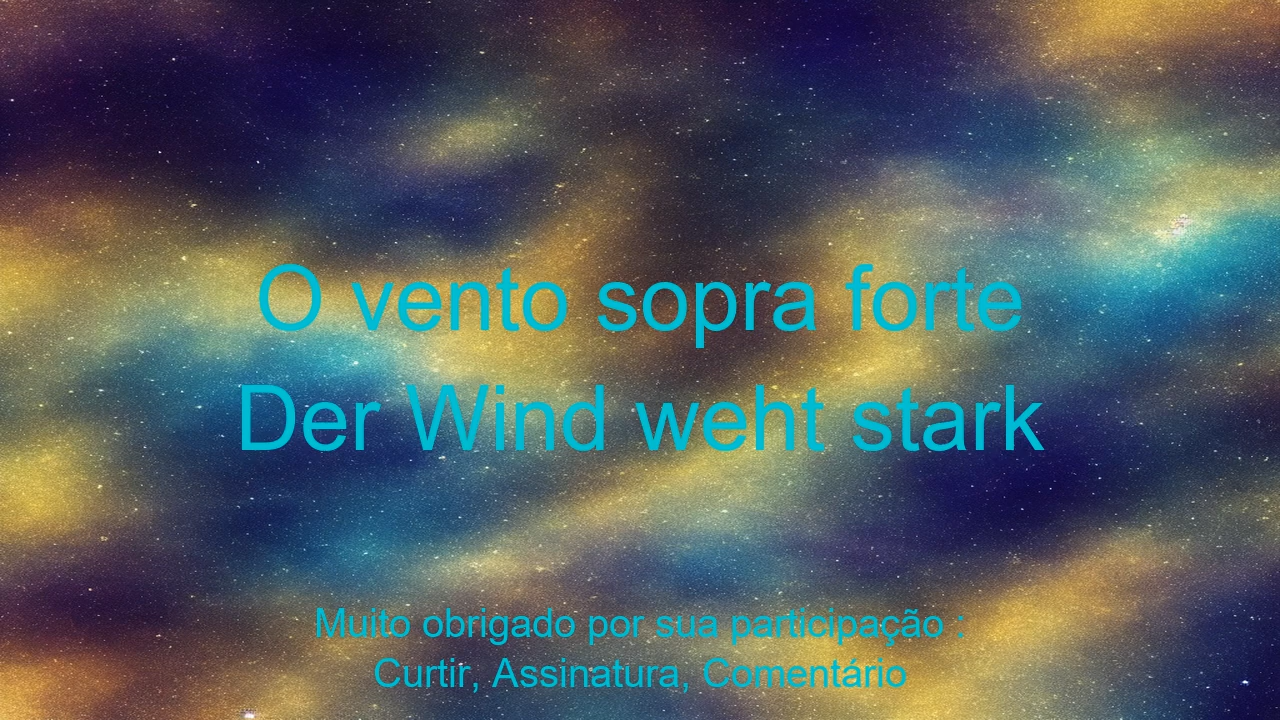 O vento sopra forte
Der Wind weht stark
Muito obrigado por sua participação :
Curtir, Assinatura, Comentário